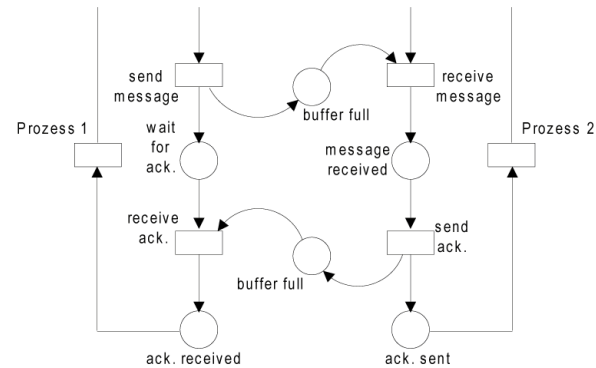 send
message
receive
message
buffer full
Prozess 1
wait
for
ack.
message
received
Prozess 2
receive
ack.
send
ack.
buffer full
ack. received
ack. sent